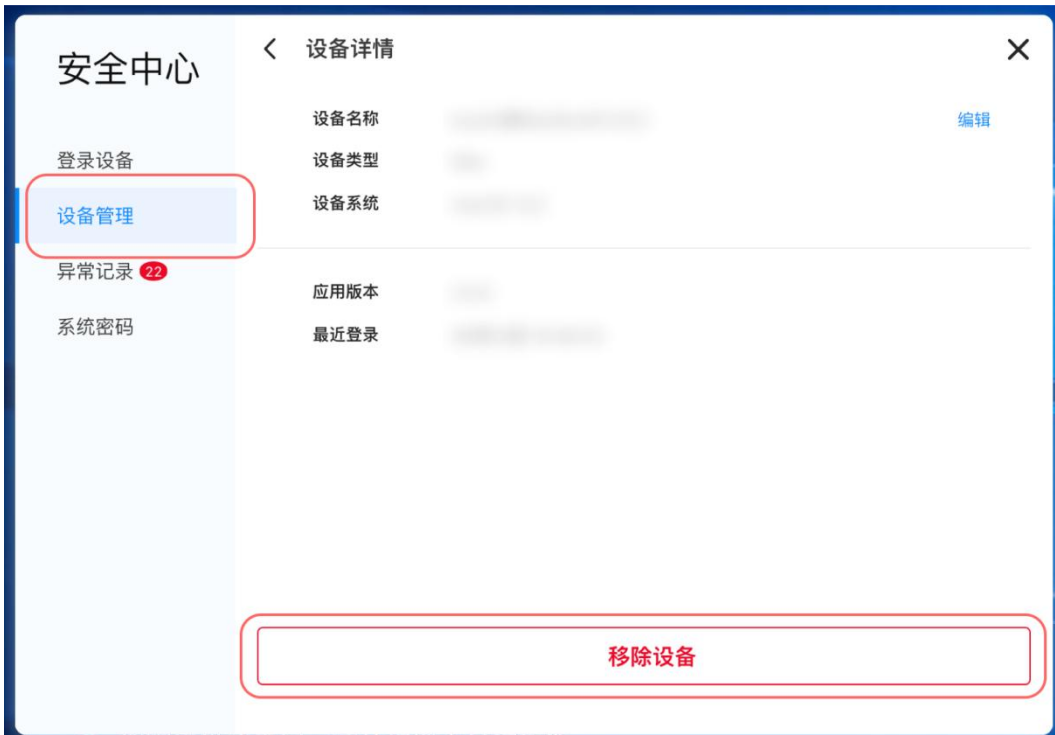 安全中心
登录设备
设备管理
异常记录 22
系统密码
设备详情
设备名称
编辑
设备类型
设备系统
应用版本
最近登录
移除设备